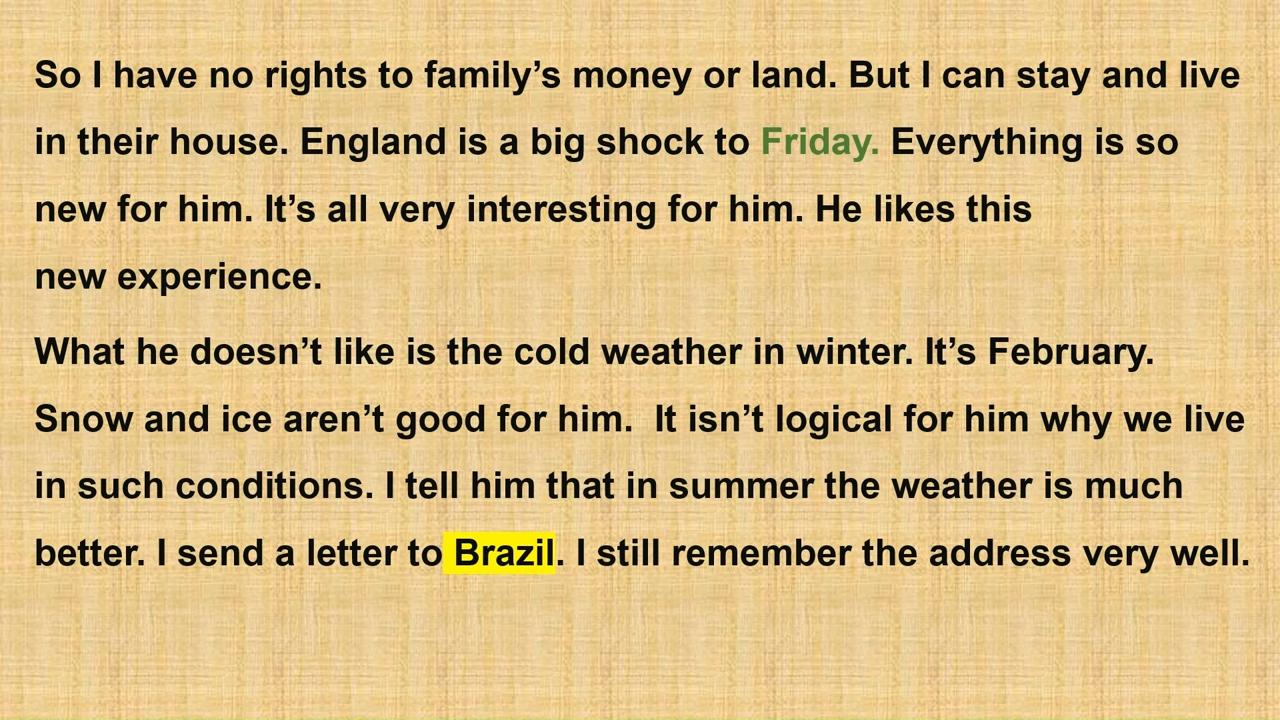 So I have no rights to family’s money or land. But I can stay and live
in their house. England is a big shock to Friday. Everything is so
new for him. It’s all very interesting for him. He likes this
new experience.
What he doesn’t like is the cold weather in winter. It’s February.
Snow and ice aren’t good for him.  It isn’t logical for him why we live
in such conditions. I tell him that in summer the weather is much
better. I send a letter to Brazil. I still remember the address very well.